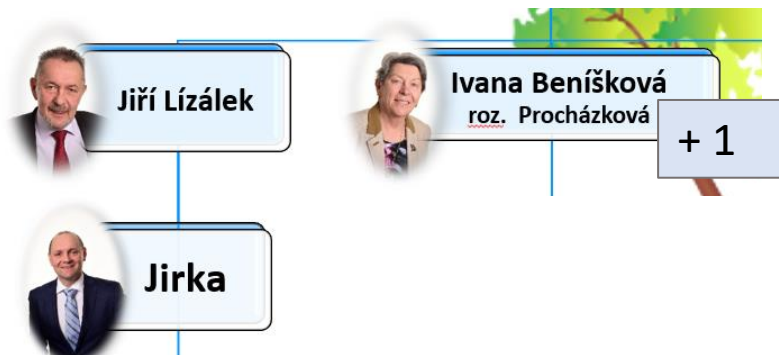 Jiří Lízálek
Ivana Beníšková
roz. Procházková
+ 1
Jirka